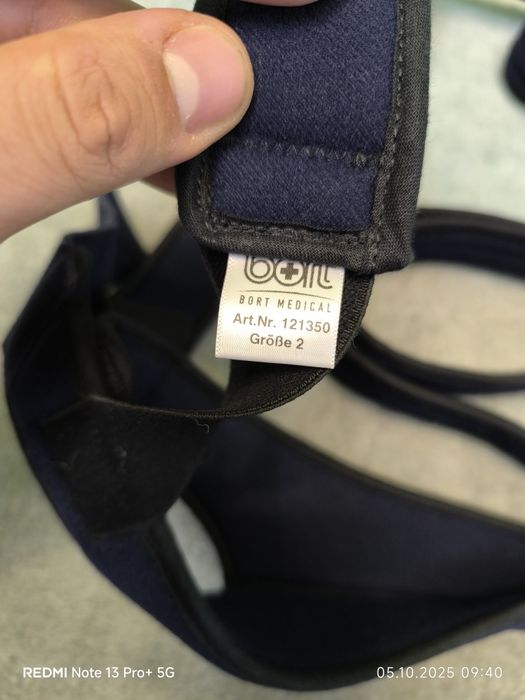 bort
BORT MEDICAL
Art.Nr. 121350
Größe 2
REDMI Note 13 Pro+ 5G
05.10.2025 09:40